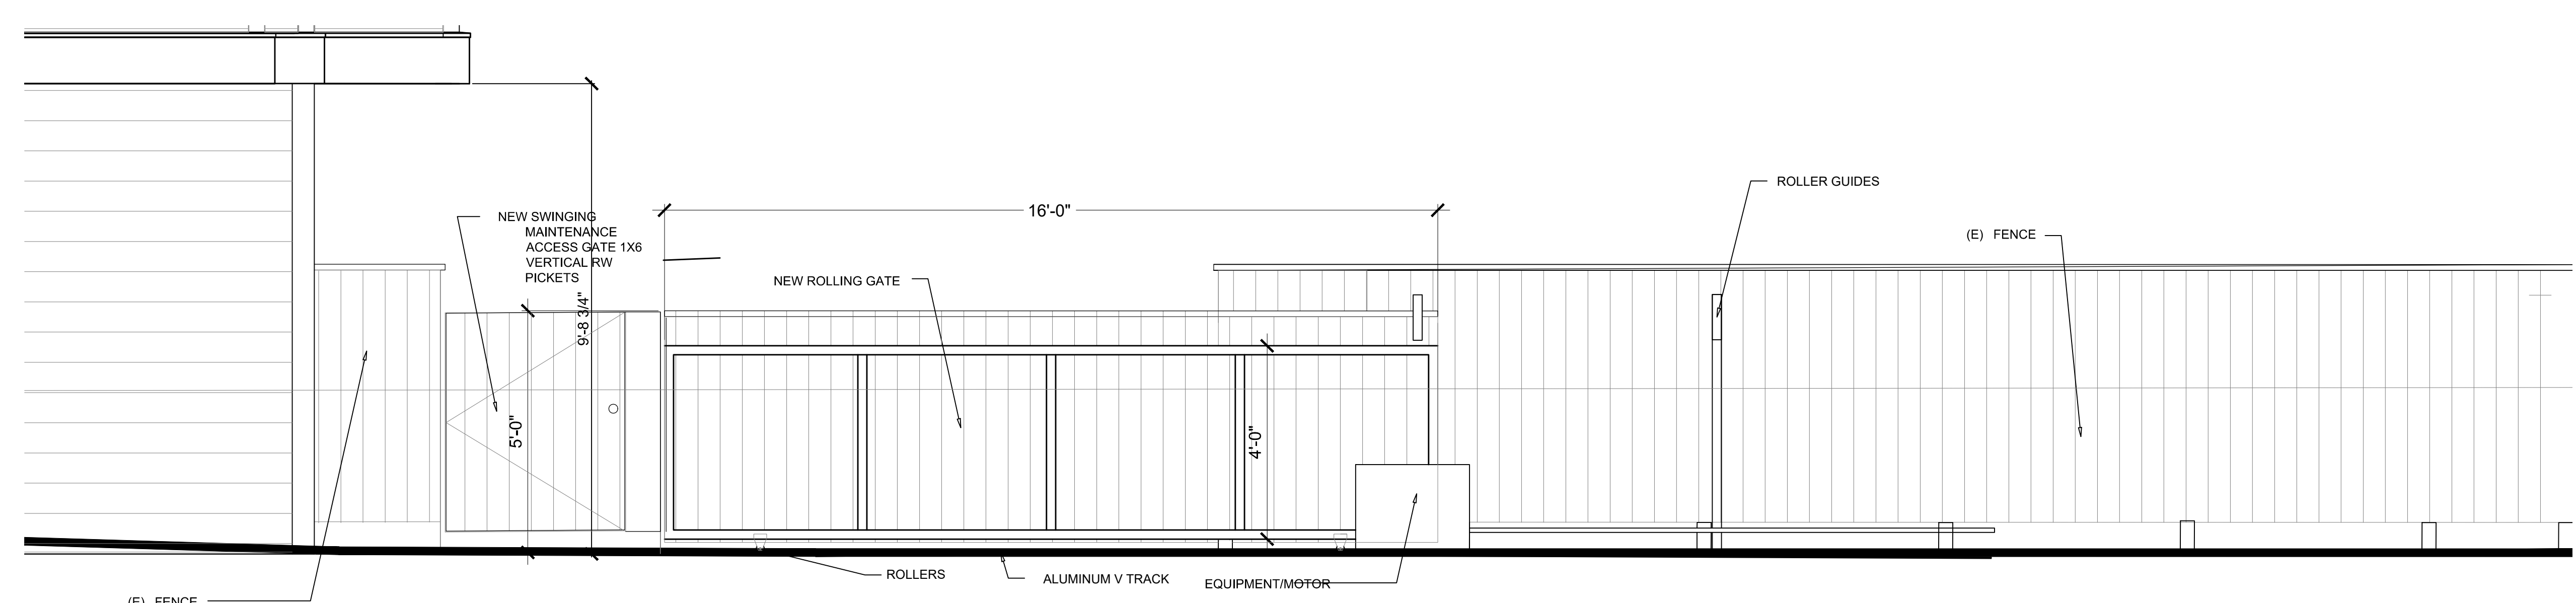 NEW SWINGING
MAINTENANCE
ACCESS GATE 1X6
VERTICAL RW
PICKETS
9'-8 3/4"
5'-0"
16'-0"
NEW ROLLING GATE
4'-0"
ROLLER GUIDES
(E) FENCE
ROLLERS
ALUMINUM V TRACK
EQUIPMENT/MOTOR
(E) FENCE